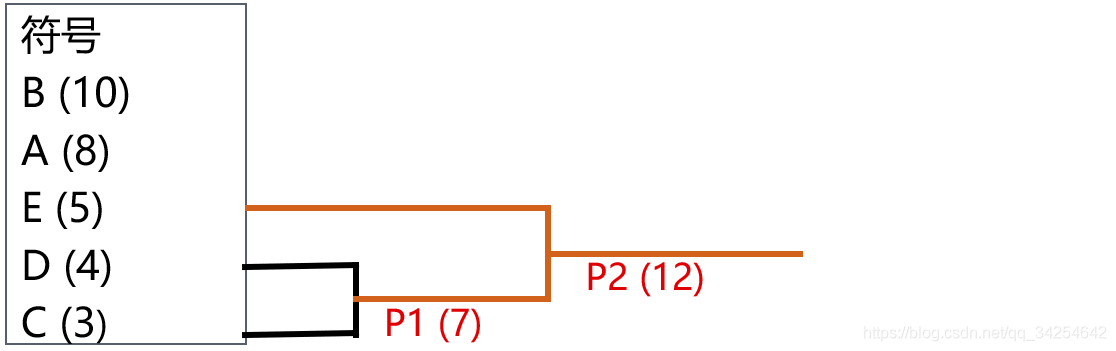 符号
B (10)
A (8)
E (5)
D (4)
C (3)
P1 (7)
P2 (12)
https://blog.csdn.net/qq_34254642